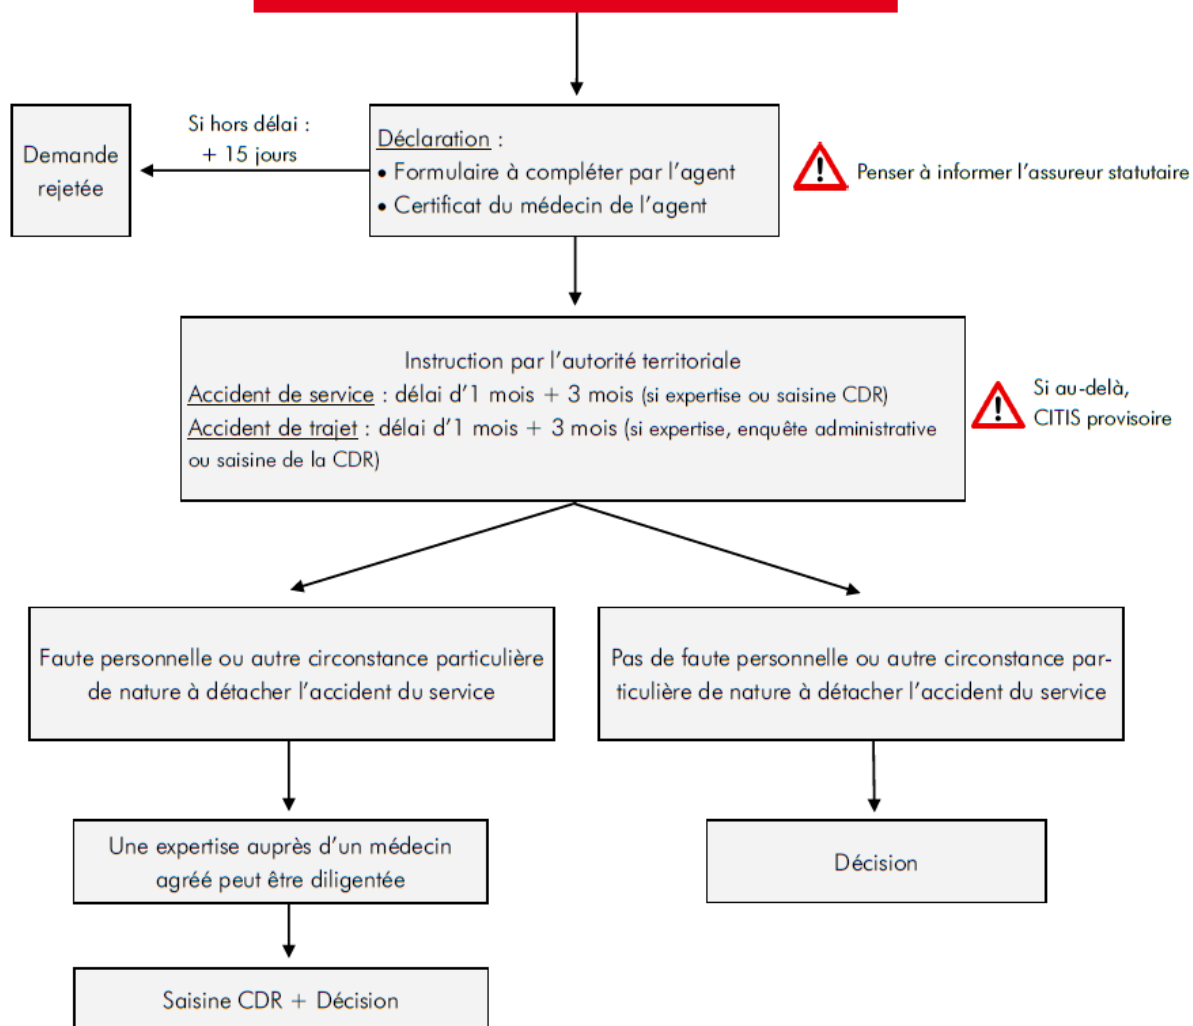 Si hors délai :
+ 15 jours
Demande
rejetée
Déclaration :
• Formulaire à compléter par l'agent
• Certificat du médecin de l'agent
Penser à informer l'assureur statutaire
Instruction par l'autorité territoriale
Accident de service : délai d'1 mois + 3 mois (si expertise ou saisine CDR)
Accident de trajet : délai d'1 mois + 3 mois (si expertise, enquête administrative
ou saisine de la CDR)
Si au-delà,
CITIS provisoire
Faute personnelle ou autre circonstance particulière
de nature à détacher l'accident du service
Pas de faute personnelle ou autre circonstance par-
ticulière de nature à détacher l'accident du service
Une expertise auprès d'un médecin
agréé peut être diligentée
Décision
Saisine CDR + Décision